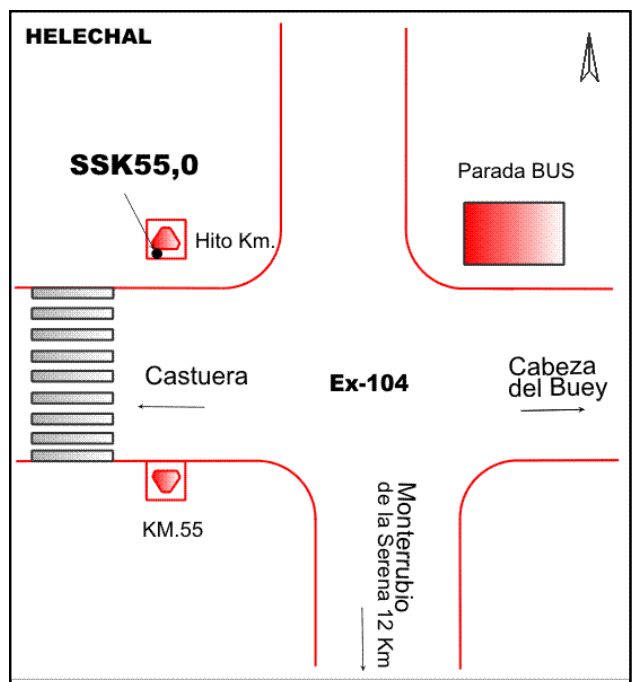 HELECHAL
SSK55,0
Parada BUS
Hito Km.
Castuera
Ex-104
Cabeza
del Buey
KM.55
Monterrubio
de la Serena 12 Km